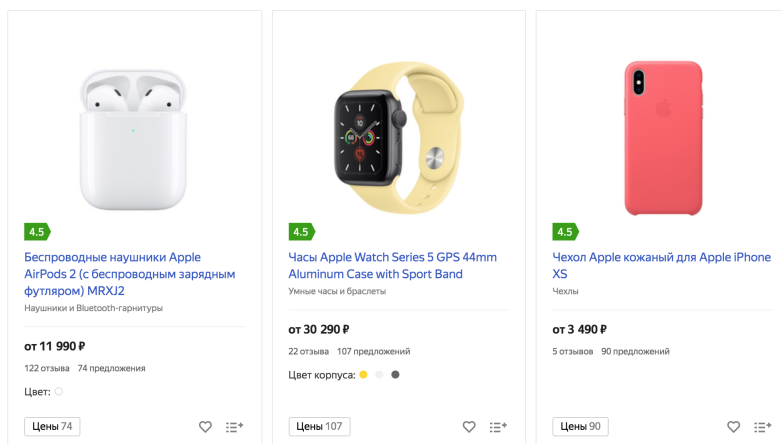 4.5
Беспроводные наушники Apple
AirPods 2 (с беспроводным зарядным
футляром) MRXJ2
Наушники и Bluetooth-гарнитуры
от 11 990 ₽
122 отзыва 74 предложения
Цвет:
Цены 74
4.5
Часы Apple Watch Series 5 GPS 44mm
Aluminum Case with Sport Band
Умные часы и браслеты
от 30 290 ₽
22 отзыва 107 предложений
Цвет корпуса:
Цены 107
4.5
Чехол Apple кожаный для Apple iPhone
XS
Чехлы
от 3 490 ₽
5 отзывов 90 предложений
Цены 90